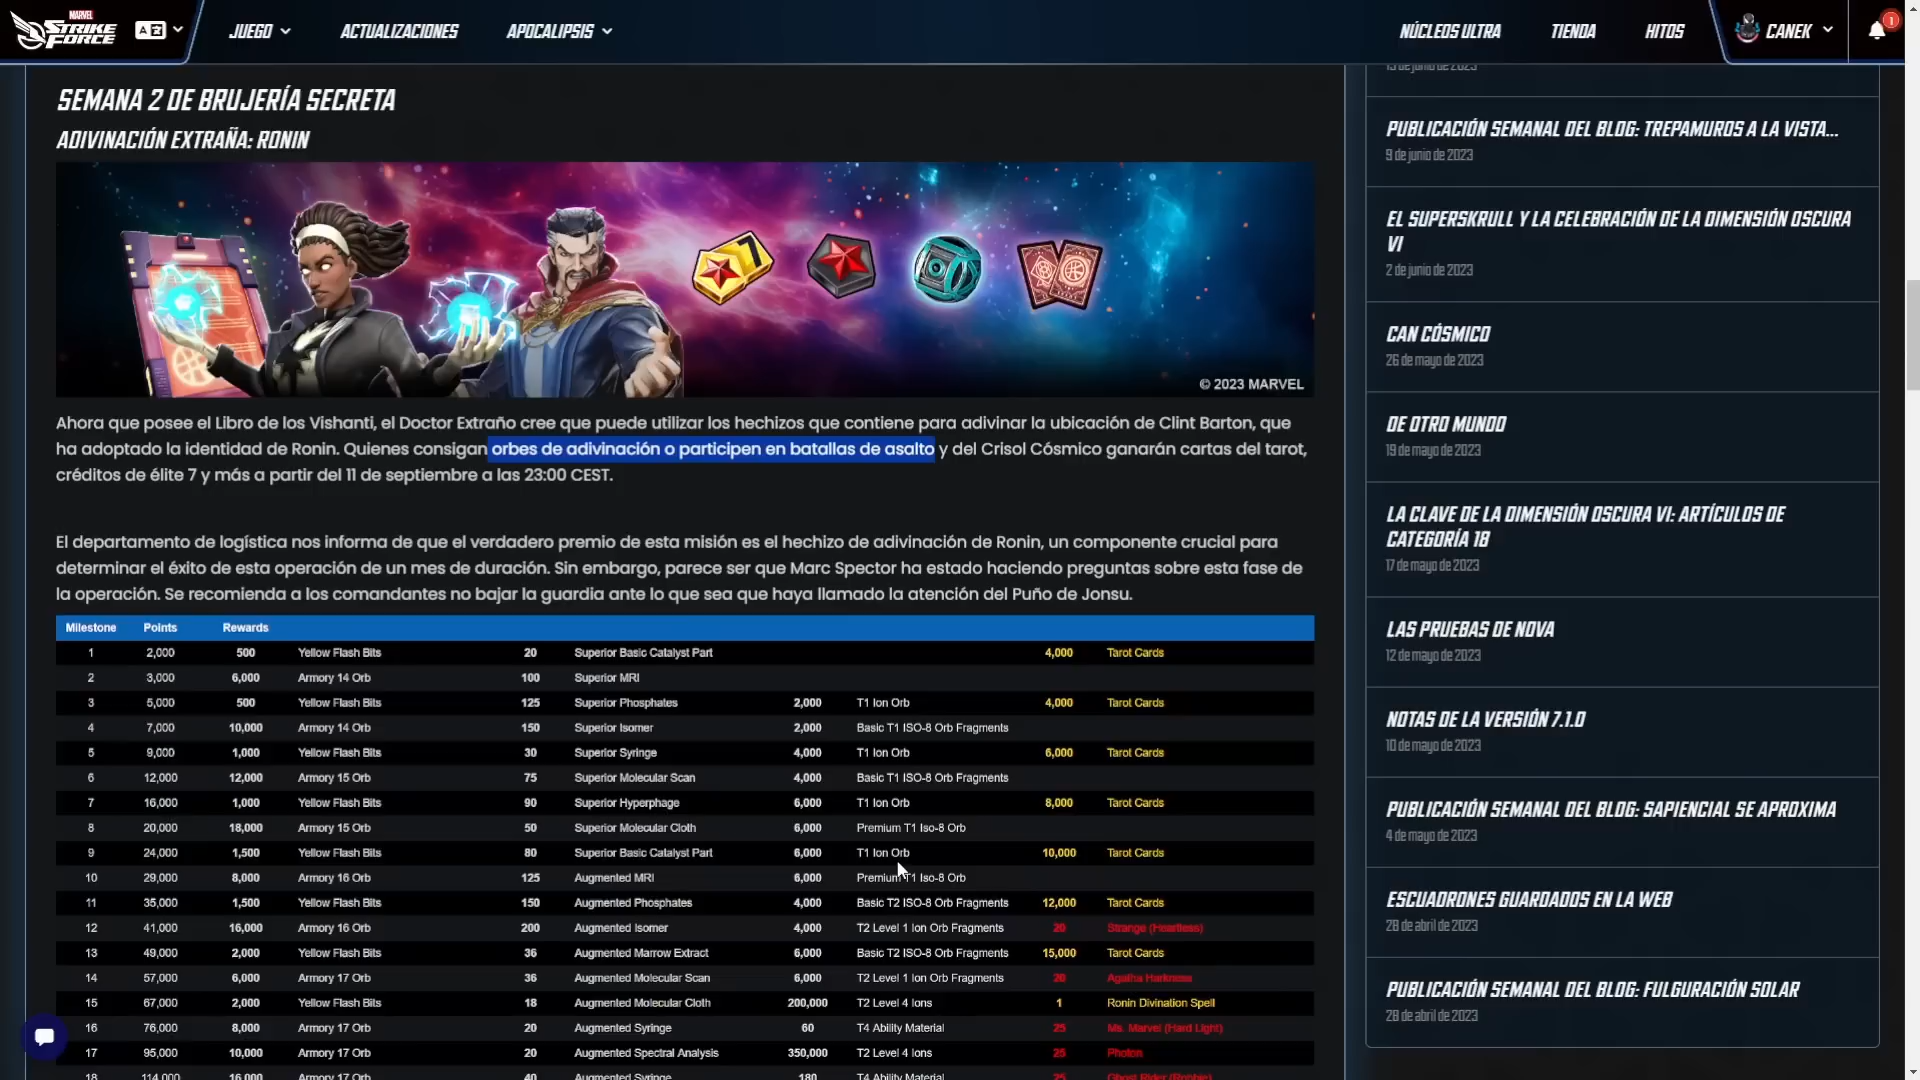 MARVEL
STRIKE
FORCE
JUEGO
ACTUALIZACIONES
APOCALIPSIS
NÚCLEOS ULTRA
TIENDA
HITOS
CANEK
1
SEMANA 2 DE BRUJERÍA SECRETA
ADIVINACIÓN EXTRAÑA: RONIN
© 2023 MARVEL
Ahora que posee el Libro de los Vishanti, el Doctor Extraño cree que puede utilizar los hechizos que contiene para adivinar la ubicación de Clint Barton, que
ha adoptado la identidad de Ronin. Quienes consigan orbes de adivinación o participen en batallas de asalto y del Crisol Cósmico ganarán cartas del tarot,
créditos de élite 7 y más a partir del 11 de septiembre a las 23:00 CEST.
El departamento de logística nos informa de que el verdadero premio de esta misión es el hechizo de adivinación de Ronin, un componente crucial para
determinar el éxito de esta operación de un mes de duración. Sin embargo, parece ser que Marc Spector ha estado haciendo preguntas sobre esta fase de
la operación. Se recomienda a los comandantes no bajar la guardia ante lo que sea que haya llamado la atención del Puño de Jonsu.
Milestone Points Rewards
1 2,000 500 Yellow Flash Bits 20 Superior Basic Catalyst Part 4,000 Tarot Cards
2 3,000 6,000 Armory 14 Orb 100 Superior MRI
3 5,000 500 Yellow Flash Bits 125 Superior Phosphates 2,000 T1 Ion Orb 4,000 Tarot Cards
4 7,000 10,000 Armory 14 Orb 150 Superior Isomer 2,000 Basic T1 ISO-8 Orb Fragments
5 9,000 1,000 Yellow Flash Bits 30 Superior Syringe 4,000 T1 Ion Orb 6,000 Tarot Cards
6 12,000 12,000 Armory 15 Orb 75 Superior Molecular Scan 4,000 Basic T1 ISO-8 Orb Fragments
7 16,000 1,000 Yellow Flash Bits 90 Superior Hyperphage 6,000 T1 Ion Orb 8,000 Tarot Cards
8 20,000 18,000 Armory 15 Orb 50 Superior Molecular Cloth 6,000 Premium T1 Iso-8 Orb
9 24,000 1,500 Yellow Flash Bits 80 Superior Basic Catalyst Part 6,000 T1 Ion Orb 10,000 Tarot Cards
10 29,000 8,000 Armory 16 Orb 125 Augmented MRI 6,000 Premium T1 Iso-8 Orb
11 35,000 1,500 Yellow Flash Bits 150 Augmented Phosphates 4,000 Basic T2 ISO-8 Orb Fragments 12,000 Tarot Cards
12 41,000 16,000 Armory 16 Orb 200 Augmented Isomer 4,000 T2 Level 1 Ion Orb Fragments 20 Strange (Heartless)
13 49,000 2,000 Yellow Flash Bits 36 Augmented Marrow Extract 6,000 Basic T2 ISO-8 Orb Fragments 15,000 Tarot Cards
14 57,000 6,000 Armory 17 Orb 36 Augmented Molecular Scan 6,000 T2 Level 1 Ion Orb Fragments 20 Agatha Harkness
15 67,000 2,000 Yellow Flash Bits 18 Augmented Molecular Cloth 200,000 T2 Level 4 Ions 1 Ronin Divination Spell
16 76,000 8,000 Armory 17 Orb 20 Augmented Syringe 60 T4 Ability Material 25 Ms. Marvel (Hard Light)
17 95,000 10,000 Armory 17 Orb 20 Augmented Spectral Analysis 350,000 T2 Level 4 Ions 25 Photon
18 114,000 16,000 Armory 17 Orb 40 Augmented Syringe 180 T4 Ability Material 25 Ghost Rider (Robbie)
13 de junio de 2023
PUBLICACIÓN SEMANAL DEL BLOG: TREPAMUROS A LA VISTA...
9 de junio de 2023
EL SUPERSKRULL Y LA CELEBRACIÓN DE LA DIMENSIÓN OSCURA
VI
2 de junio de 2023
CAN CÓSMICO
26 de mayo de 2023
DE OTRO MUNDO
19 de mayo de 2023
LA CLAVE DE LA DIMENSIÓN OSCURA VI: ARTÍCULOS DE
CATEGORÍA 18
17 de mayo de 2023
LAS PRUEBAS DE NOVA
12 de mayo de 2023
NOTAS DE LA VERSIÓN 7.1.0
10 de mayo de 2023
PUBLICACIÓN SEMANAL DEL BLOG: SAPIENCIAL SE APROXIMA
4 de mayo de 2023
ESCUADRONES GUARDADOS EN LA WEB
28 de abril de 2023
PUBLICACIÓN SEMANAL DEL BLOG: FULGURACIÓN SOLAR
28 de abril de 2023